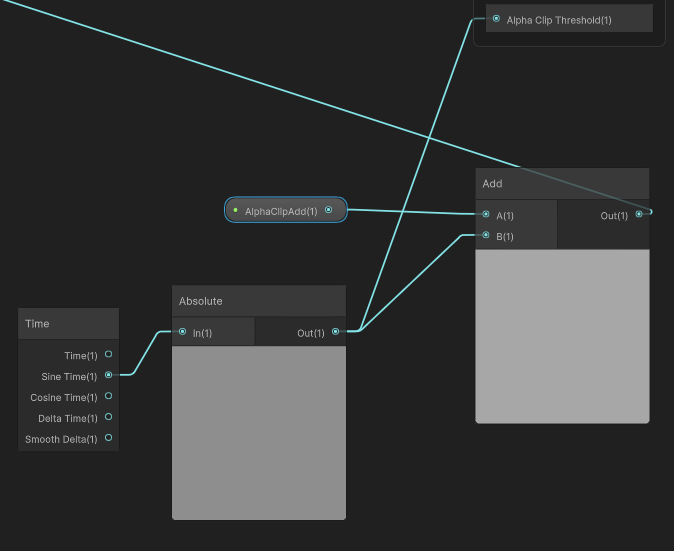 Alpha Clip Threshold(1)
Add
AlphaClipAdd(1)
A(1)
Out(1)
B(1)
Absolute
In(1)
Out(1)
Time
Time(1)
Sine Time(1)
Cosine Time(1)
Delta Time(1)
Smooth Delta(1)